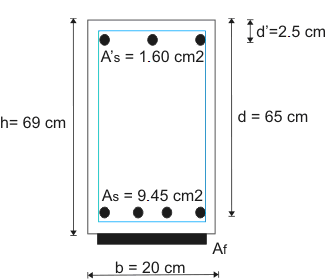 d'=2.5 cm
A's = 1.60 cm2
h= 69 cm
d = 65 cm
As = 9.45 cm2
Af
b = 20 cm